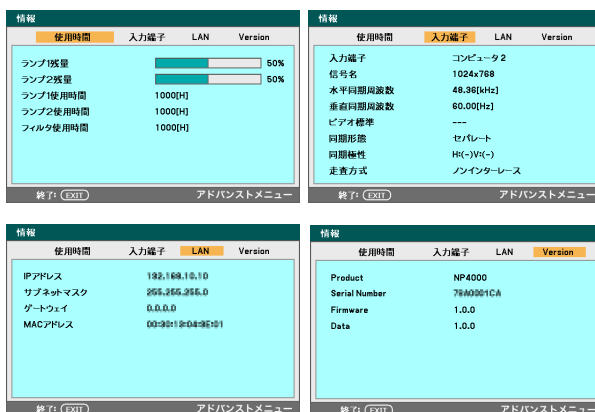 情報
使用時間 入力端子 LAN Version
ランプ1残量 50%
ランプ2残量 50%
ランプ1使用時間 1000[H]
ランプ2使用時間 1000[H]
フィルタ使用時間 1000[H]
終了: EXIT アドバンストメニュー
情報
使用時間 入力端子 LAN Version
入力端子 コンピュータ2
信号名 1024x768
水平同期周波数 48.36[kHz]
垂直同期周波数 60.00[Hz]
ビデオ標準 ---
同期形態 セパレート
同期極性 H:(-)V:(-)
走査方式 ノンインターレース
終了: EXIT アドバンストメニュー
情報
使用時間 入力端子 LAN Version
IPアドレス 192.168.10.10
サブネットマスク 255.255.255.0
ゲートウェイ 0.0.0.0
MACアドレス
終了: EXIT アドバンストメニュー
情報
使用時間 入力端子 LAN Version
Product NP4000
Serial Number
Firmware 1.0.0
Data 1.0.0
終了: EXIT アドバンストメニュー